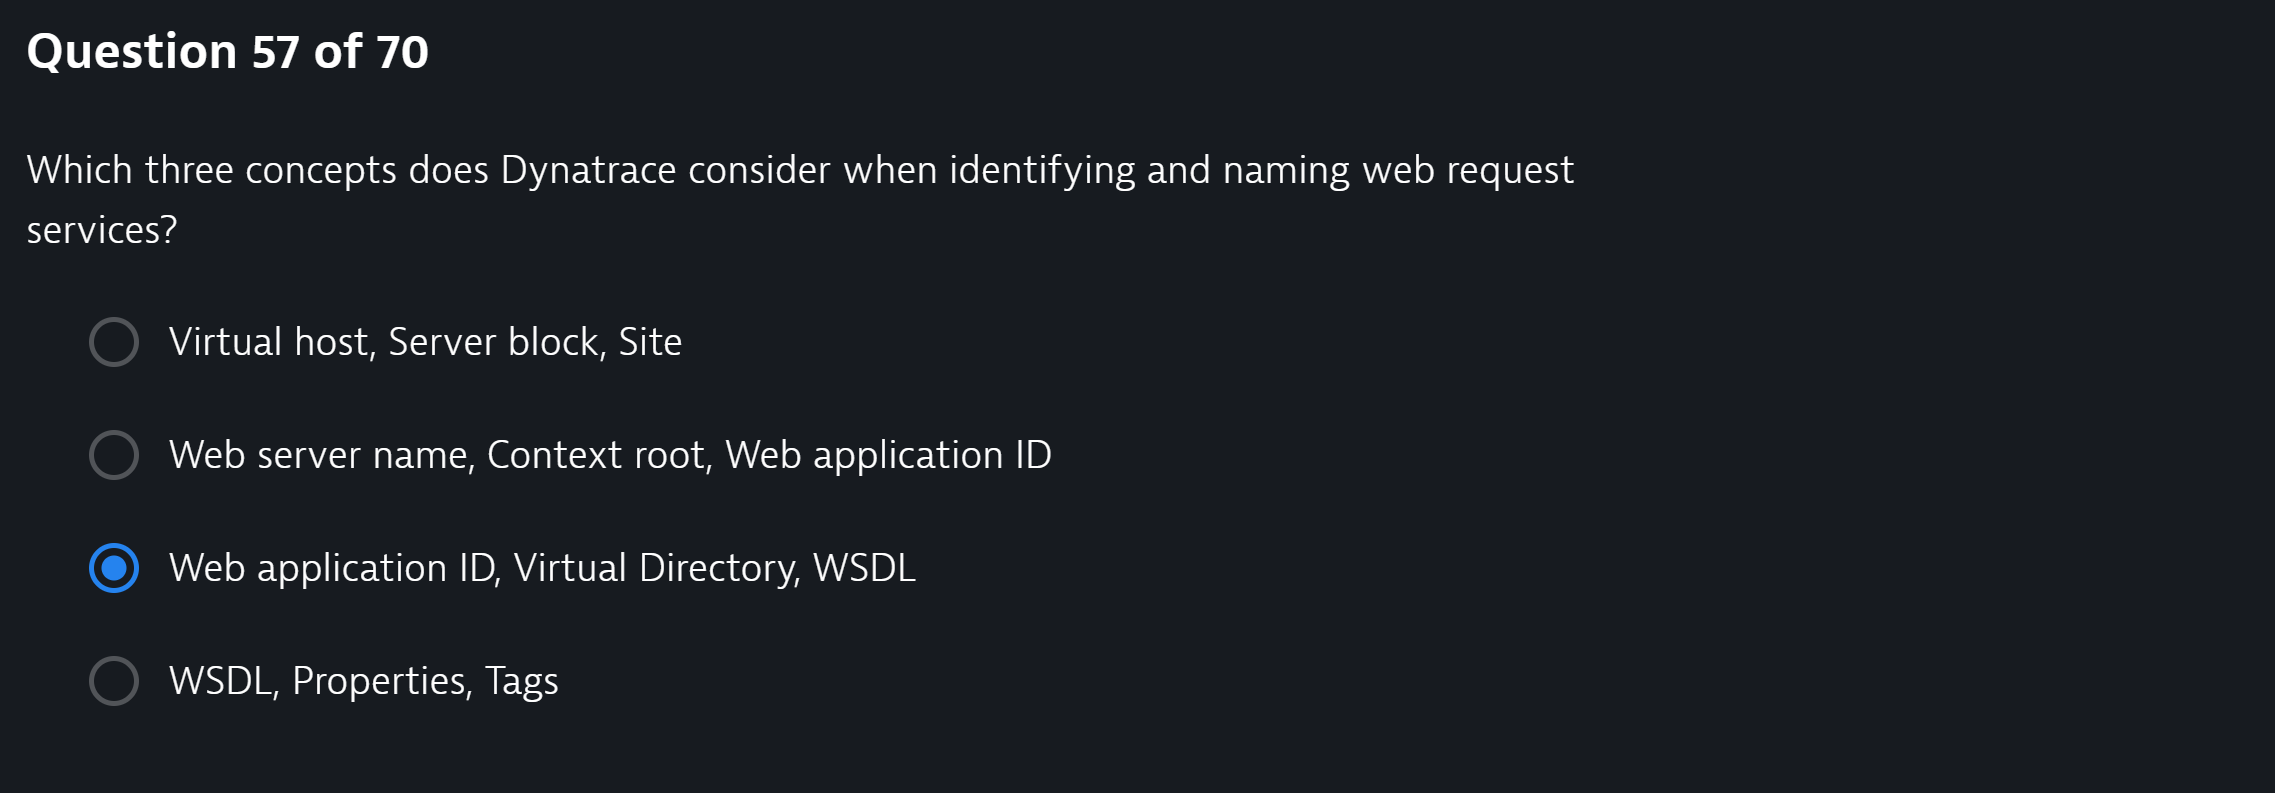 Question 57 of 70
Which three concepts does Dynatrace consider when identifying and naming web request
services?
Virtual host, Server block, Site
Web server name, Context root, Web application ID
Web application ID, Virtual Directory, WSDL
WSDL, Properties, Tags